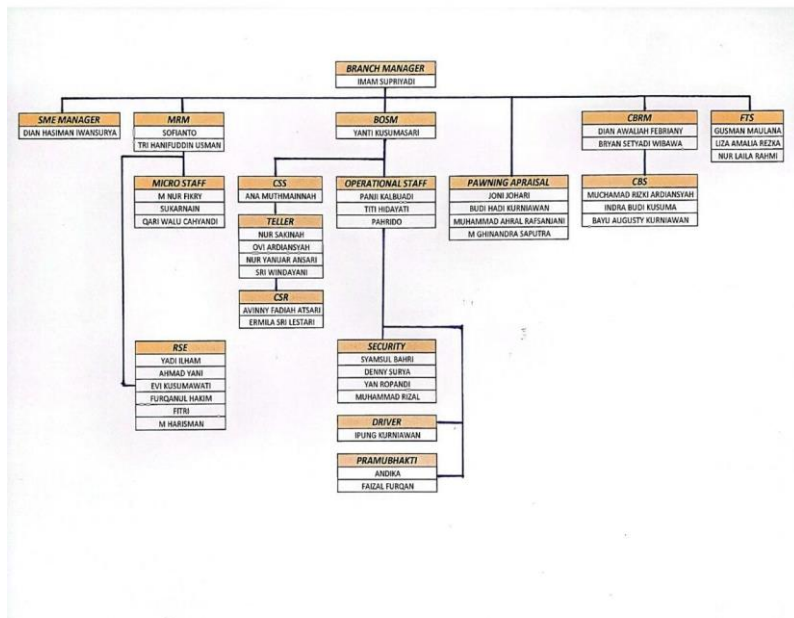 BRANCH MANAGER
IMAM SUPRIYADI
SME MANAGER
DIAN HASIMAN IWANSURYA
MRM
SOFIANTO
TRI HANIFUDDIN USMAN
BOSM
YANTI KUSUMASARI
CBRM
DIAN AWALIAH FEBRIANY
BRYAN SETYADI WIBAWA
FTS
GUSMAN MAULANA
LIZA AMALIA REZKA
NUR LAILA RAHMI
MICRO STAFF
M NUR FIKRY
SUKARNAIN
QARI WALU CAHYANDI
CSS
ANA MUTHMAINNAH
TELLER
NUR SAKINAH
OVI ARDIANSYAH
NUR YANUAR ANSARI
SRI WINDAYANI
CSR
AVINNY FADIAH ATSARI
ERMILA SRI LESTARI
OPERATIONAL STAFF
PANJI KALBUADI
TITI HIDAYATI
PAHRIDO
PAWNING APRAISAL
JONI JOHARI
BUDI HADI KURNIAWAN
MUHAMMAD AHRAL RAFSANJANI
M GHINANDRA SAPUTRA
CBS
MUCHAMAD RIZKI ARDIANSYAH
INDRA BUDI KUSUMA
BAYU AUGUSTY KURNIAWAN
RSE
YADI ILHAM
AHMAD YANI
EVI KUSUMAWATI
FURQANUL HAKIM
FITRI
M HARISMAN
SECURITY
SYAMSUL BAHRI
DENNY SURYA
YAN ROPANDI
MUHAMMAD RIZAL
DRIVER
IPUNG KURNIAWAN
PRAMUBHAKTI
ANDIKA
FAIZAL FURQAN